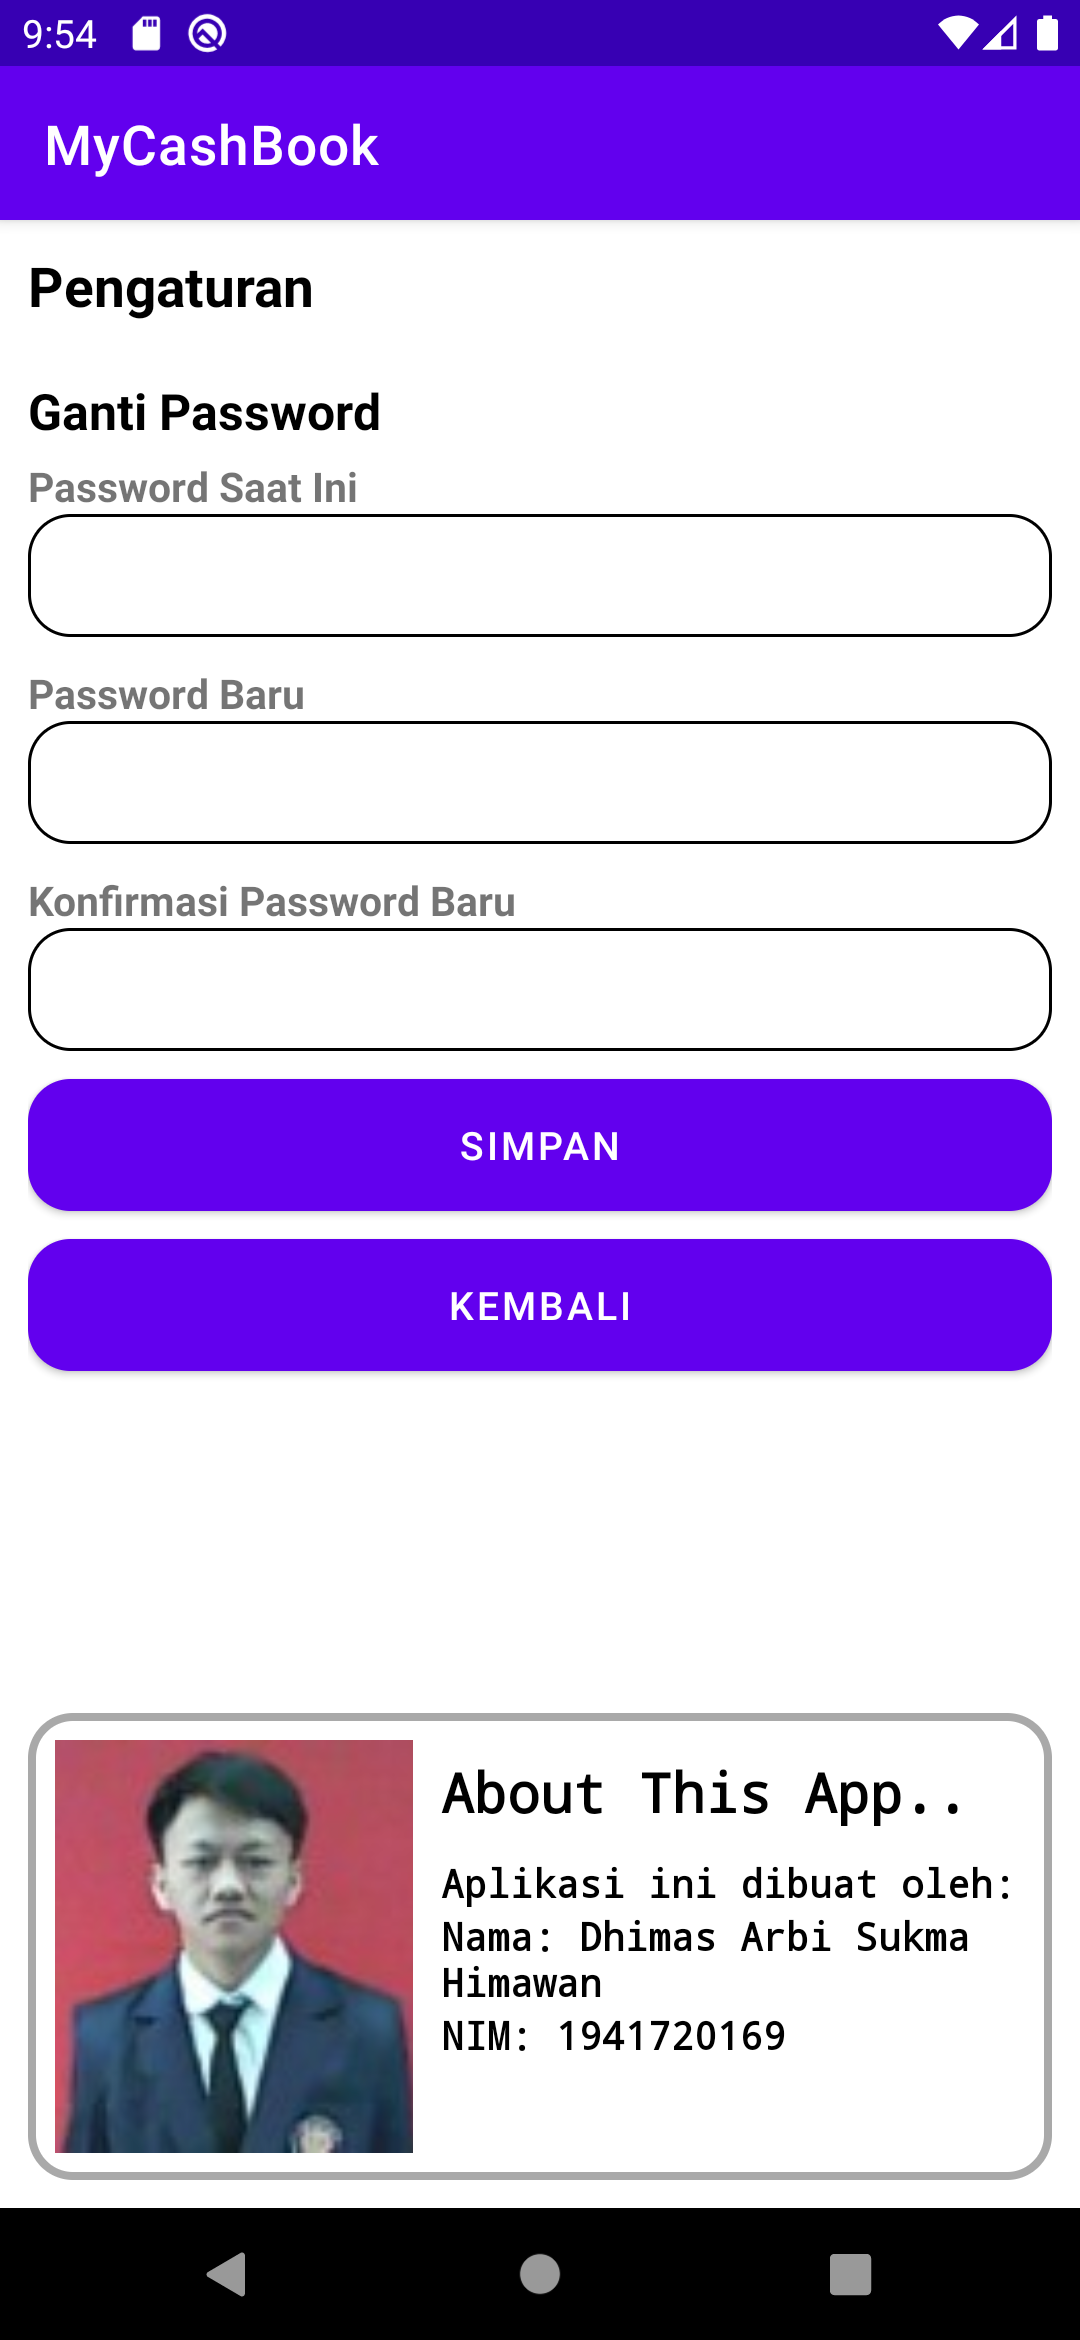 9:54
MyCashBook
Pengaturan
Ganti Password
Password Saat Ini
Password Baru
Konfirmasi Password Baru
SIMPAN
KEMBALI
About This App..
Aplikasi ini dibuat oleh:
Nama: Dhimas Arbi Sukma
Himawan
NIM: 1941720169